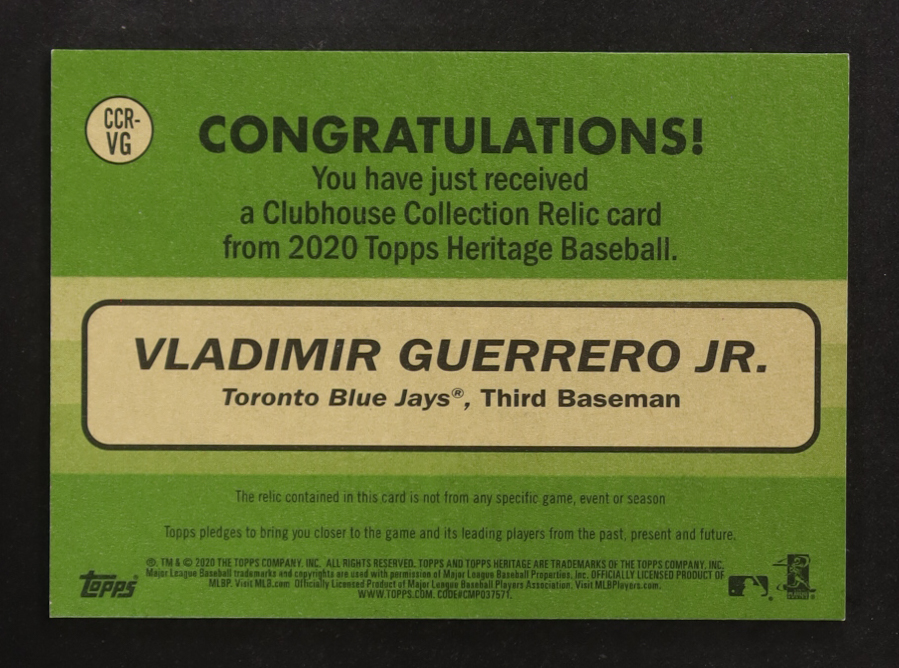 CCR-
VG
CONGRATULATIONS!
You have just received
a Clubhouse Collection Relic card
from 2020 Topps Heritage Baseball.
VLADIMIR GUERRERO JR.
Toronto Blue Jays®, Third Baseman
The relic contained in this card is not from any specific game, event or season
Topps pledges to bring you closer to the game and its leading players from the past, present and future.
®, TM & © 2020 THE TOPPS COMPANY, INC. ALL RIGHTS RESERVED. TOPPS AND TOPPS HERITAGE ARE TRADEMARKS OF THE TOPPS COMPANY, INC.
Major League Baseball trademarks and copyrights are used with permission of Major League Baseball Properties, Inc. OFFICIALLY LICENSED PRODUCT OF
MLBP. Visit MLB.com Officially Licensed Product of Major League Baseball Players Association. Visit MLBPlayers.com.
WWW.TOPPS.COM. CODE#CMP037571.
topps